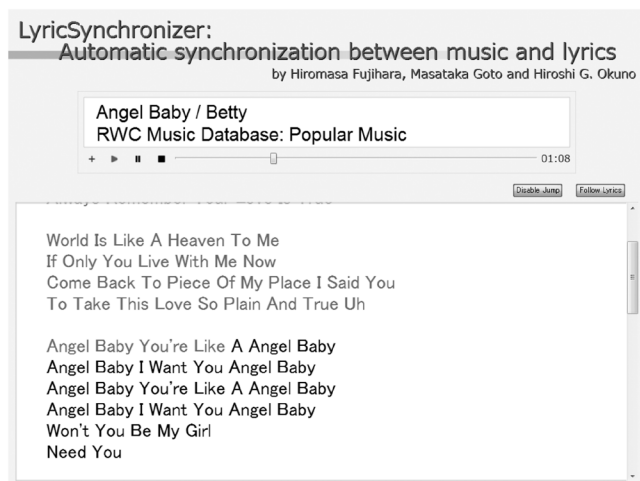 LyricSynchronizer:
Automatic synchronization between music and lyrics
by Hiromasa Fujihara, Masataka Goto and Hiroshi G. Okuno
Angel Baby / Betty
RWC Music Database: Popular Music
01:08
Disable Jump Follow Lyrics
World Is Like A Heaven To Me
If Only You Live With Me Now
Come Back To Piece Of My Place I Said You
To Take This Love So Plain And True Uh
Angel Baby You're Like A Angel Baby
Angel Baby I Want You Angel Baby
Angel Baby You're Like A Angel Baby
Angel Baby I Want You Angel Baby
Won't You Be My Girl
Need You